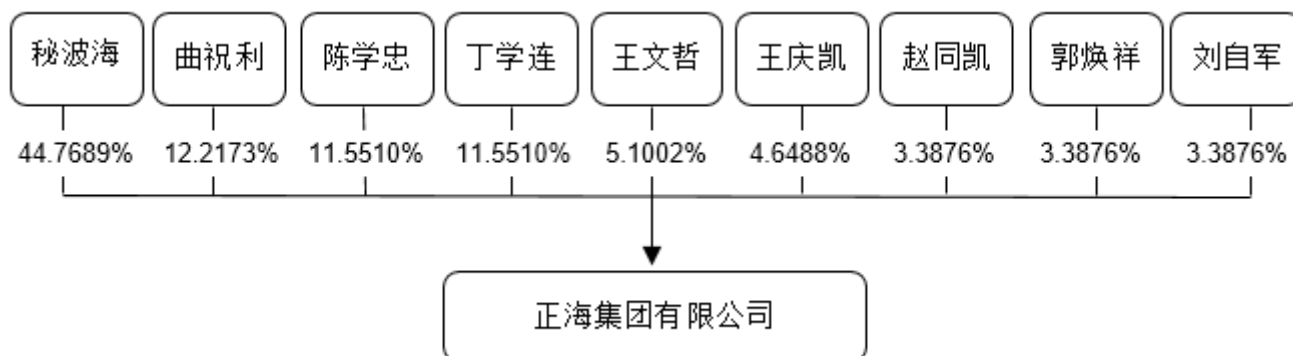 秘波海 曲祝利 陈学忠 丁学连 王文哲 王庆凯 赵同凯 郭焕祥 刘自军
44.7689% 12.2173% 11.5510% 11.5510% 5.1002% 4.6488% 3.3876% 3.3876% 3.3876%
正海集团有限公司